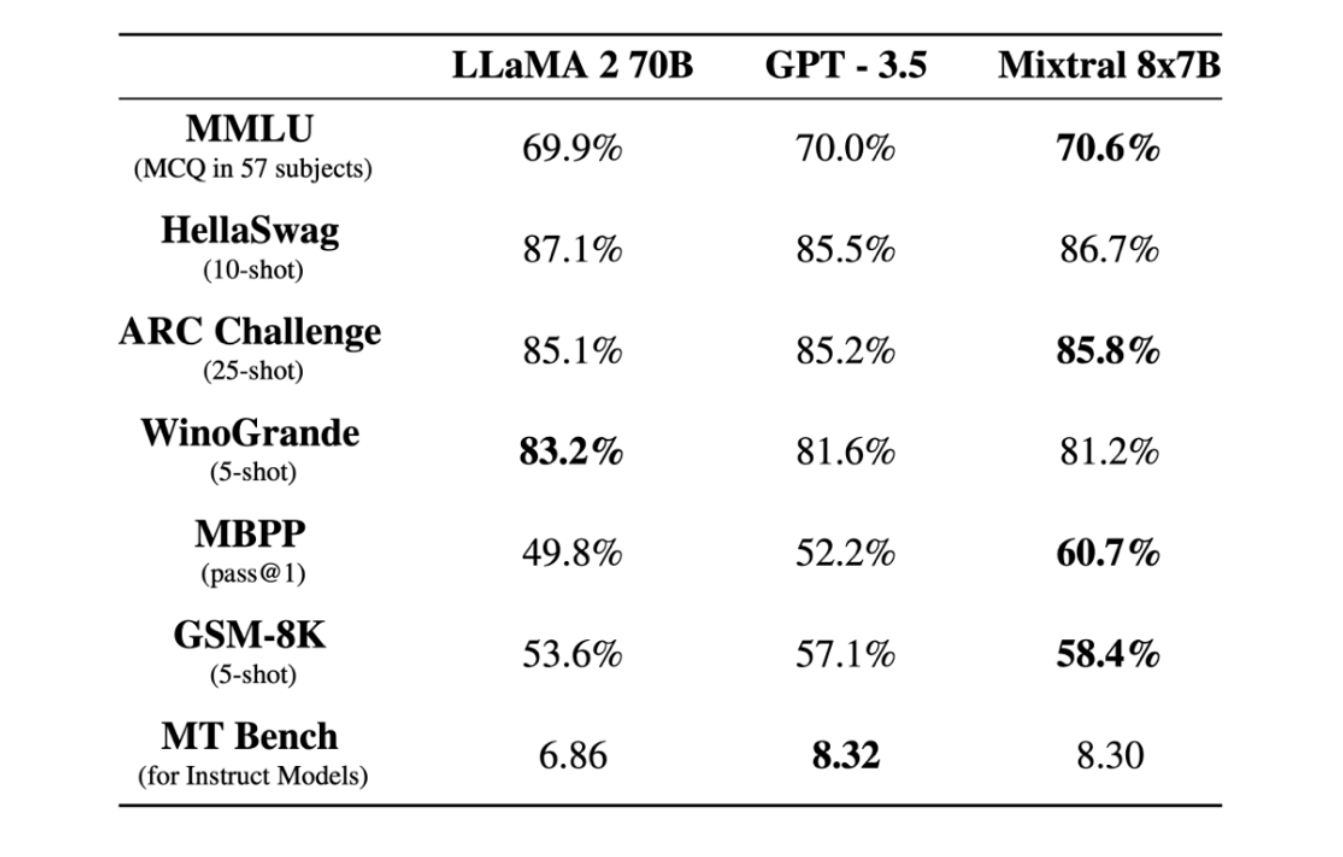 LLaMA 2 70B GPT - 3.5 Mixtral 8x7B
MMLU
(MCQ in 57 subjects) 69.9% 70.0% 70.6%
HellaSwag
(10-shot) 87.1% 85.5% 86.7%
ARC Challenge
(25-shot) 85.1% 85.2% 85.8%
WinoGrande
(5-shot) 83.2% 81.6% 81.2%
MBPP
(pass@1) 49.8% 52.2% 60.7%
GSM-8K
(5-shot) 53.6% 57.1% 58.4%
MT Bench
(for Instruct Models) 6.86 8.32 8.30